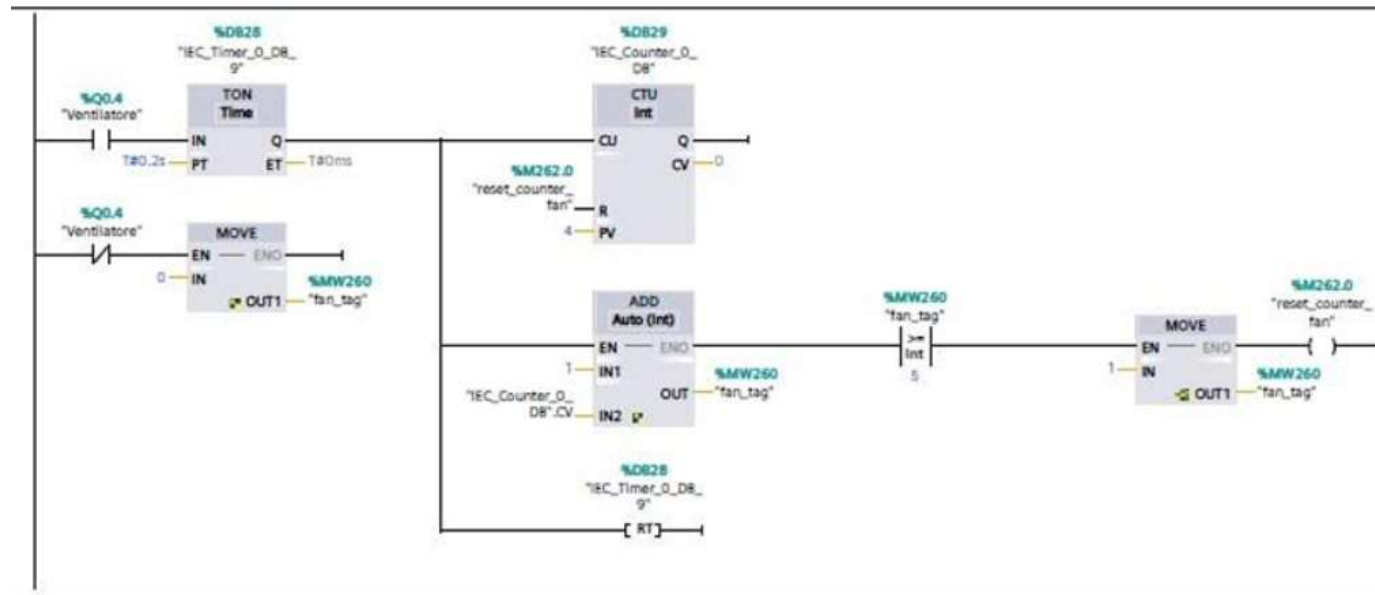 %DB28
"IEC_Timer_0_DB_
9"
%Q0.4
"Ventilatore"
TON
Time
IN
Q
T#0.2s
PT
ET
T#0ms
%DB29
"IEC_Counter_0_
DB"
CTU
Int
CU
Q
CV
0
%M262.0
"reset_counter_
fan"
R
4
PV
%Q0.4
"Ventilatore"
MOVE
EN
ENO
0
IN
OUT1
%MW260
"fan_tag"
ADD
Auto (Int)
EN
ENO
1
IN1
"IEC_Counter_0_
DB".CV
IN2
OUT
%MW260
"fan_tag"
%MW260
"fan_tag"
>=
Int
5
MOVE
EN
ENO
1
IN
OUT1
%MW260
"fan_tag"
%M262.0
"reset_counter_
fan"
%DB28
"IEC_Timer_0_DB_
9"
RT